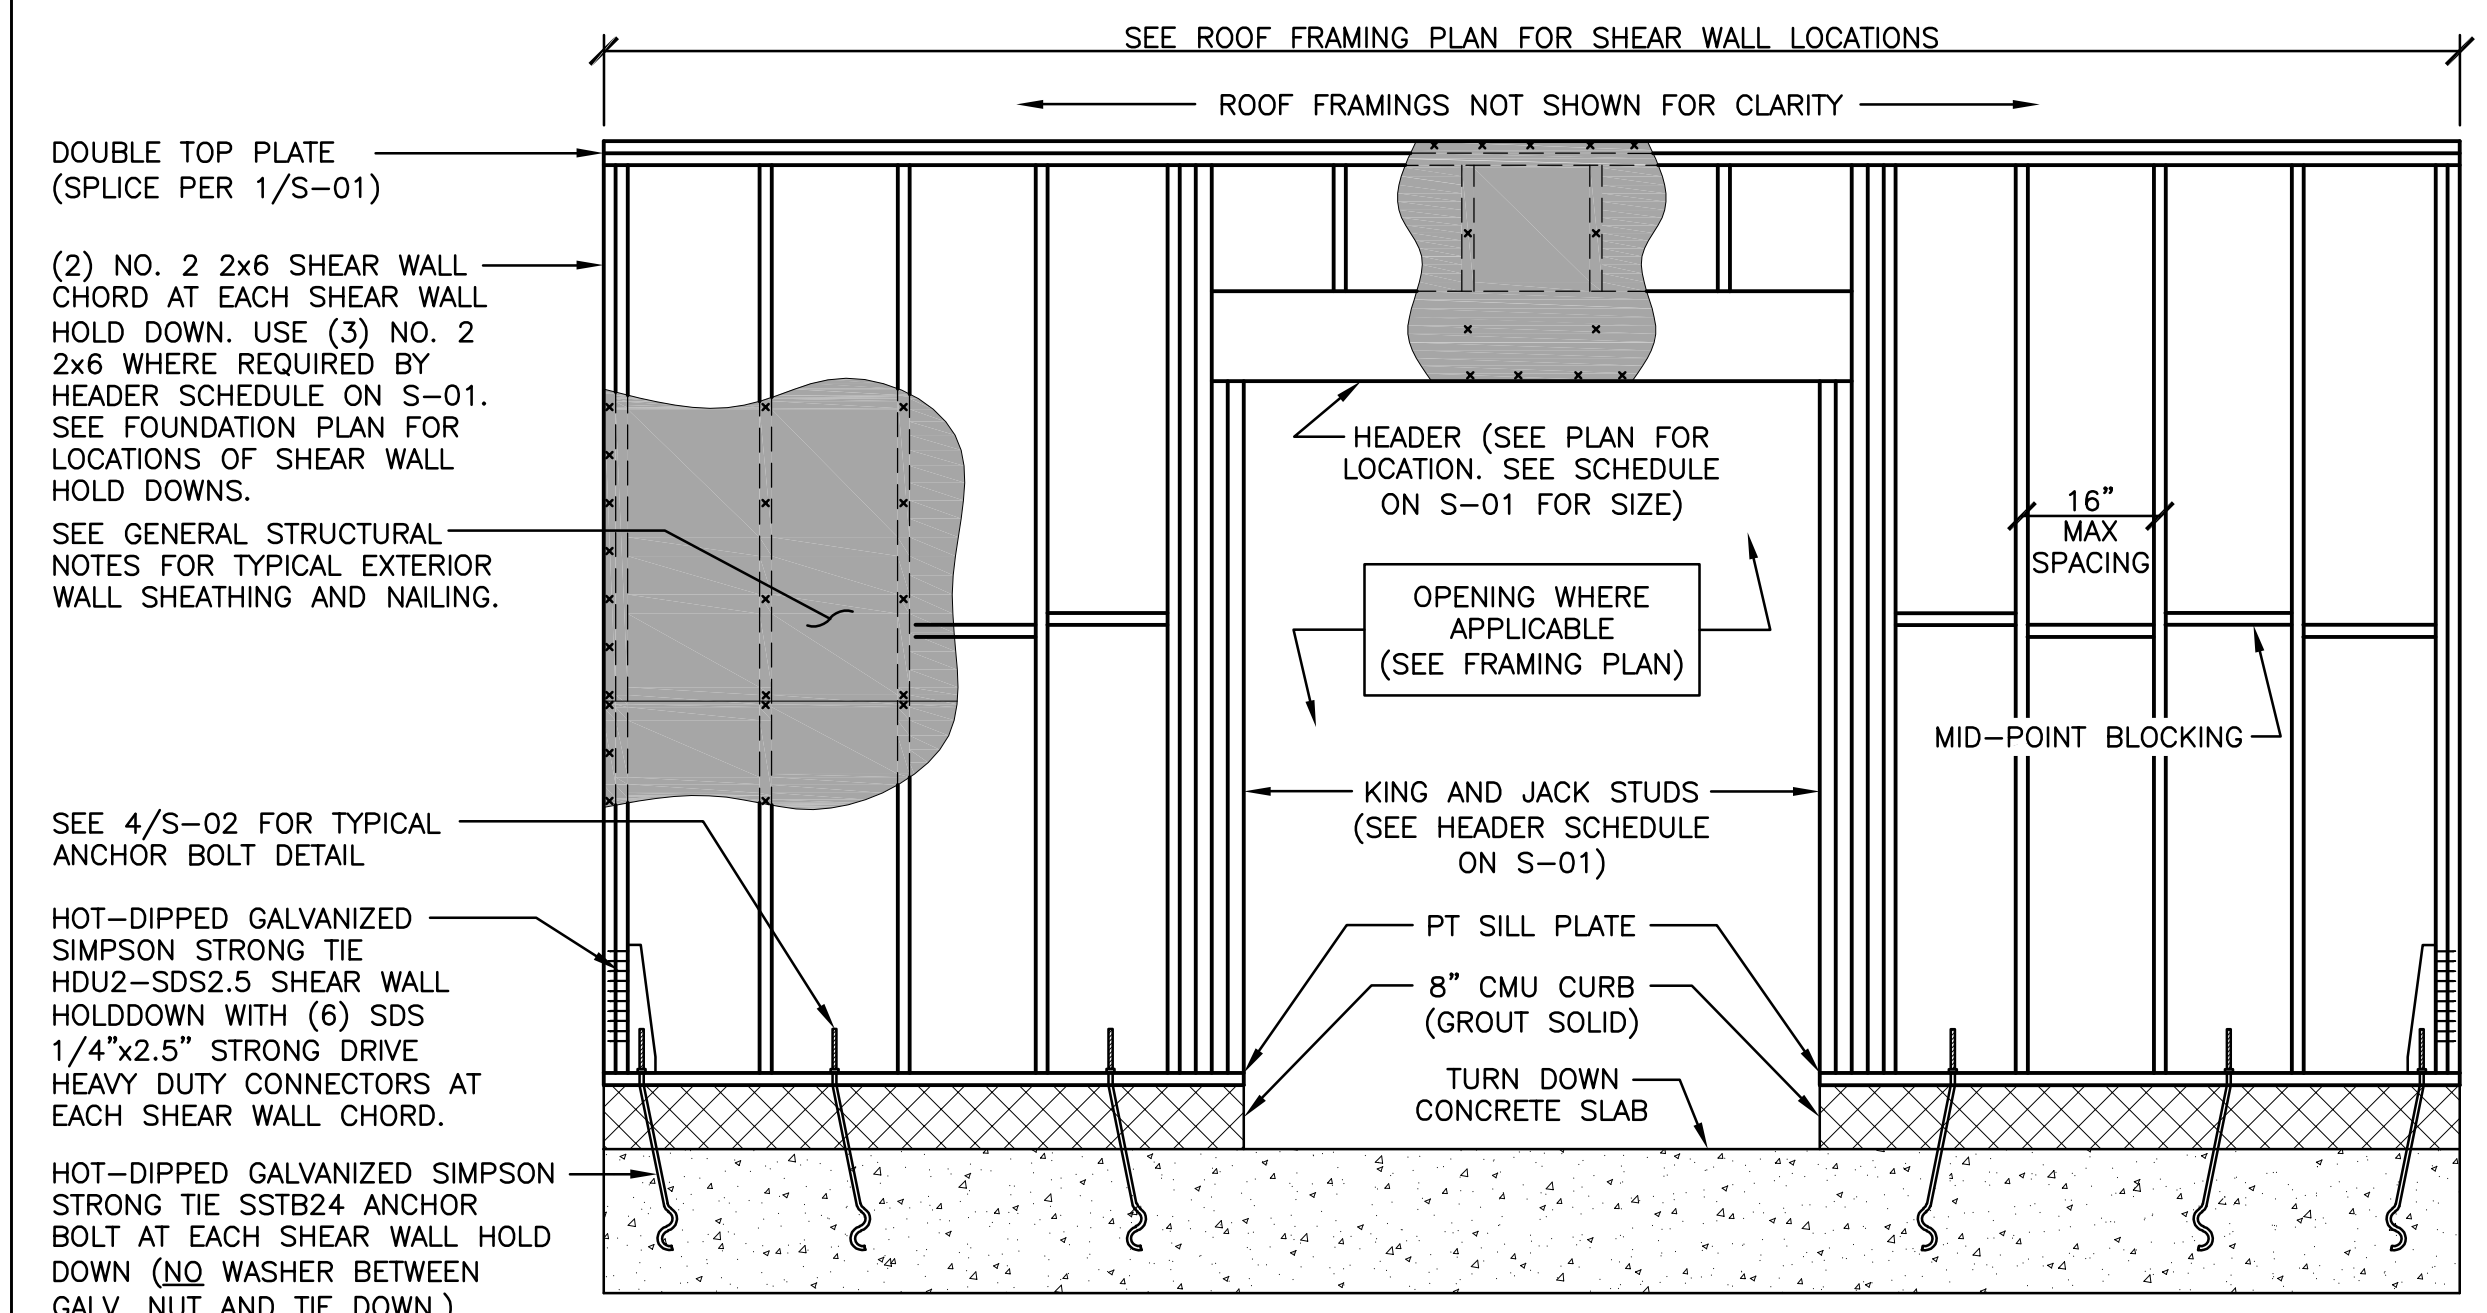 SEE ROOF FRAMING PLAN FOR SHEAR WALL LOCATIONS
ROOF FRAMINGS NOT SHOWN FOR CLARITY
DOUBLE TOP PLATE
(SPLICE PER 1/S-01)
(2) NO. 2 2x6 SHEAR WALL
CHORD AT EACH SHEAR WALL
HOLD DOWN. USE (3) NO. 2
2x6 WHERE REQUIRED BY
HEADER SCHEDULE ON S-01.
SEE FOUNDATION PLAN FOR
LOCATIONS OF SHEAR WALL
HOLD DOWNS.
SEE GENERAL STRUCTURAL
NOTES FOR TYPICAL EXTERIOR
WALL SHEATHING AND NAILING.
SEE 4/S-02 FOR TYPICAL
ANCHOR BOLT DETAIL
HOT-DIPPED GALVANIZED
SIMPSON STRONG TIE
HDU2-SDS2.5 SHEAR WALL
HOLDDOWN WITH (6) SDS
1/4"x2.5" STRONG DRIVE
HEAVY DUTY CONNECTORS AT
EACH SHEAR WALL CHORD.
HOT-DIPPED GALVANIZED SIMPSON
STRONG TIE SSTB24 ANCHOR
BOLT AT EACH SHEAR WALL HOLD
DOWN (NO WASHER BETWEEN
GALV. NUT AND TIE DOWN.)
HEADER (SEE PLAN FOR
LOCATION. SEE SCHEDULE
ON S-01 FOR SIZE)
OPENING WHERE
APPLICABLE
(SEE FRAMING PLAN)
KING AND JACK STUDS
(SEE HEADER SCHEDULE
ON S-01)
PT SILL PLATE
8" CMU CURB
(GROUT SOLID)
TURN DOWN
CONCRETE SLAB
16"
MAX
SPACING
MID-POINT BLOCKING